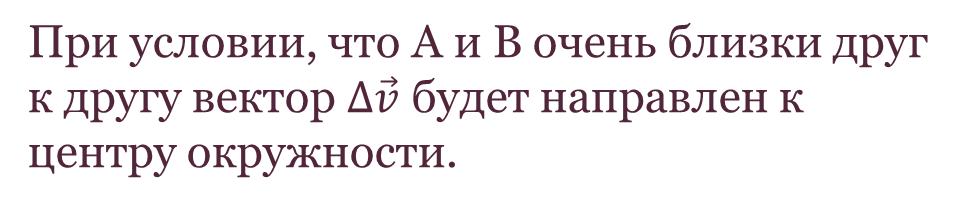 При условии, что А и В очень близки друг
к другу вектор Δv⃗ будет направлен к
центру окружности.